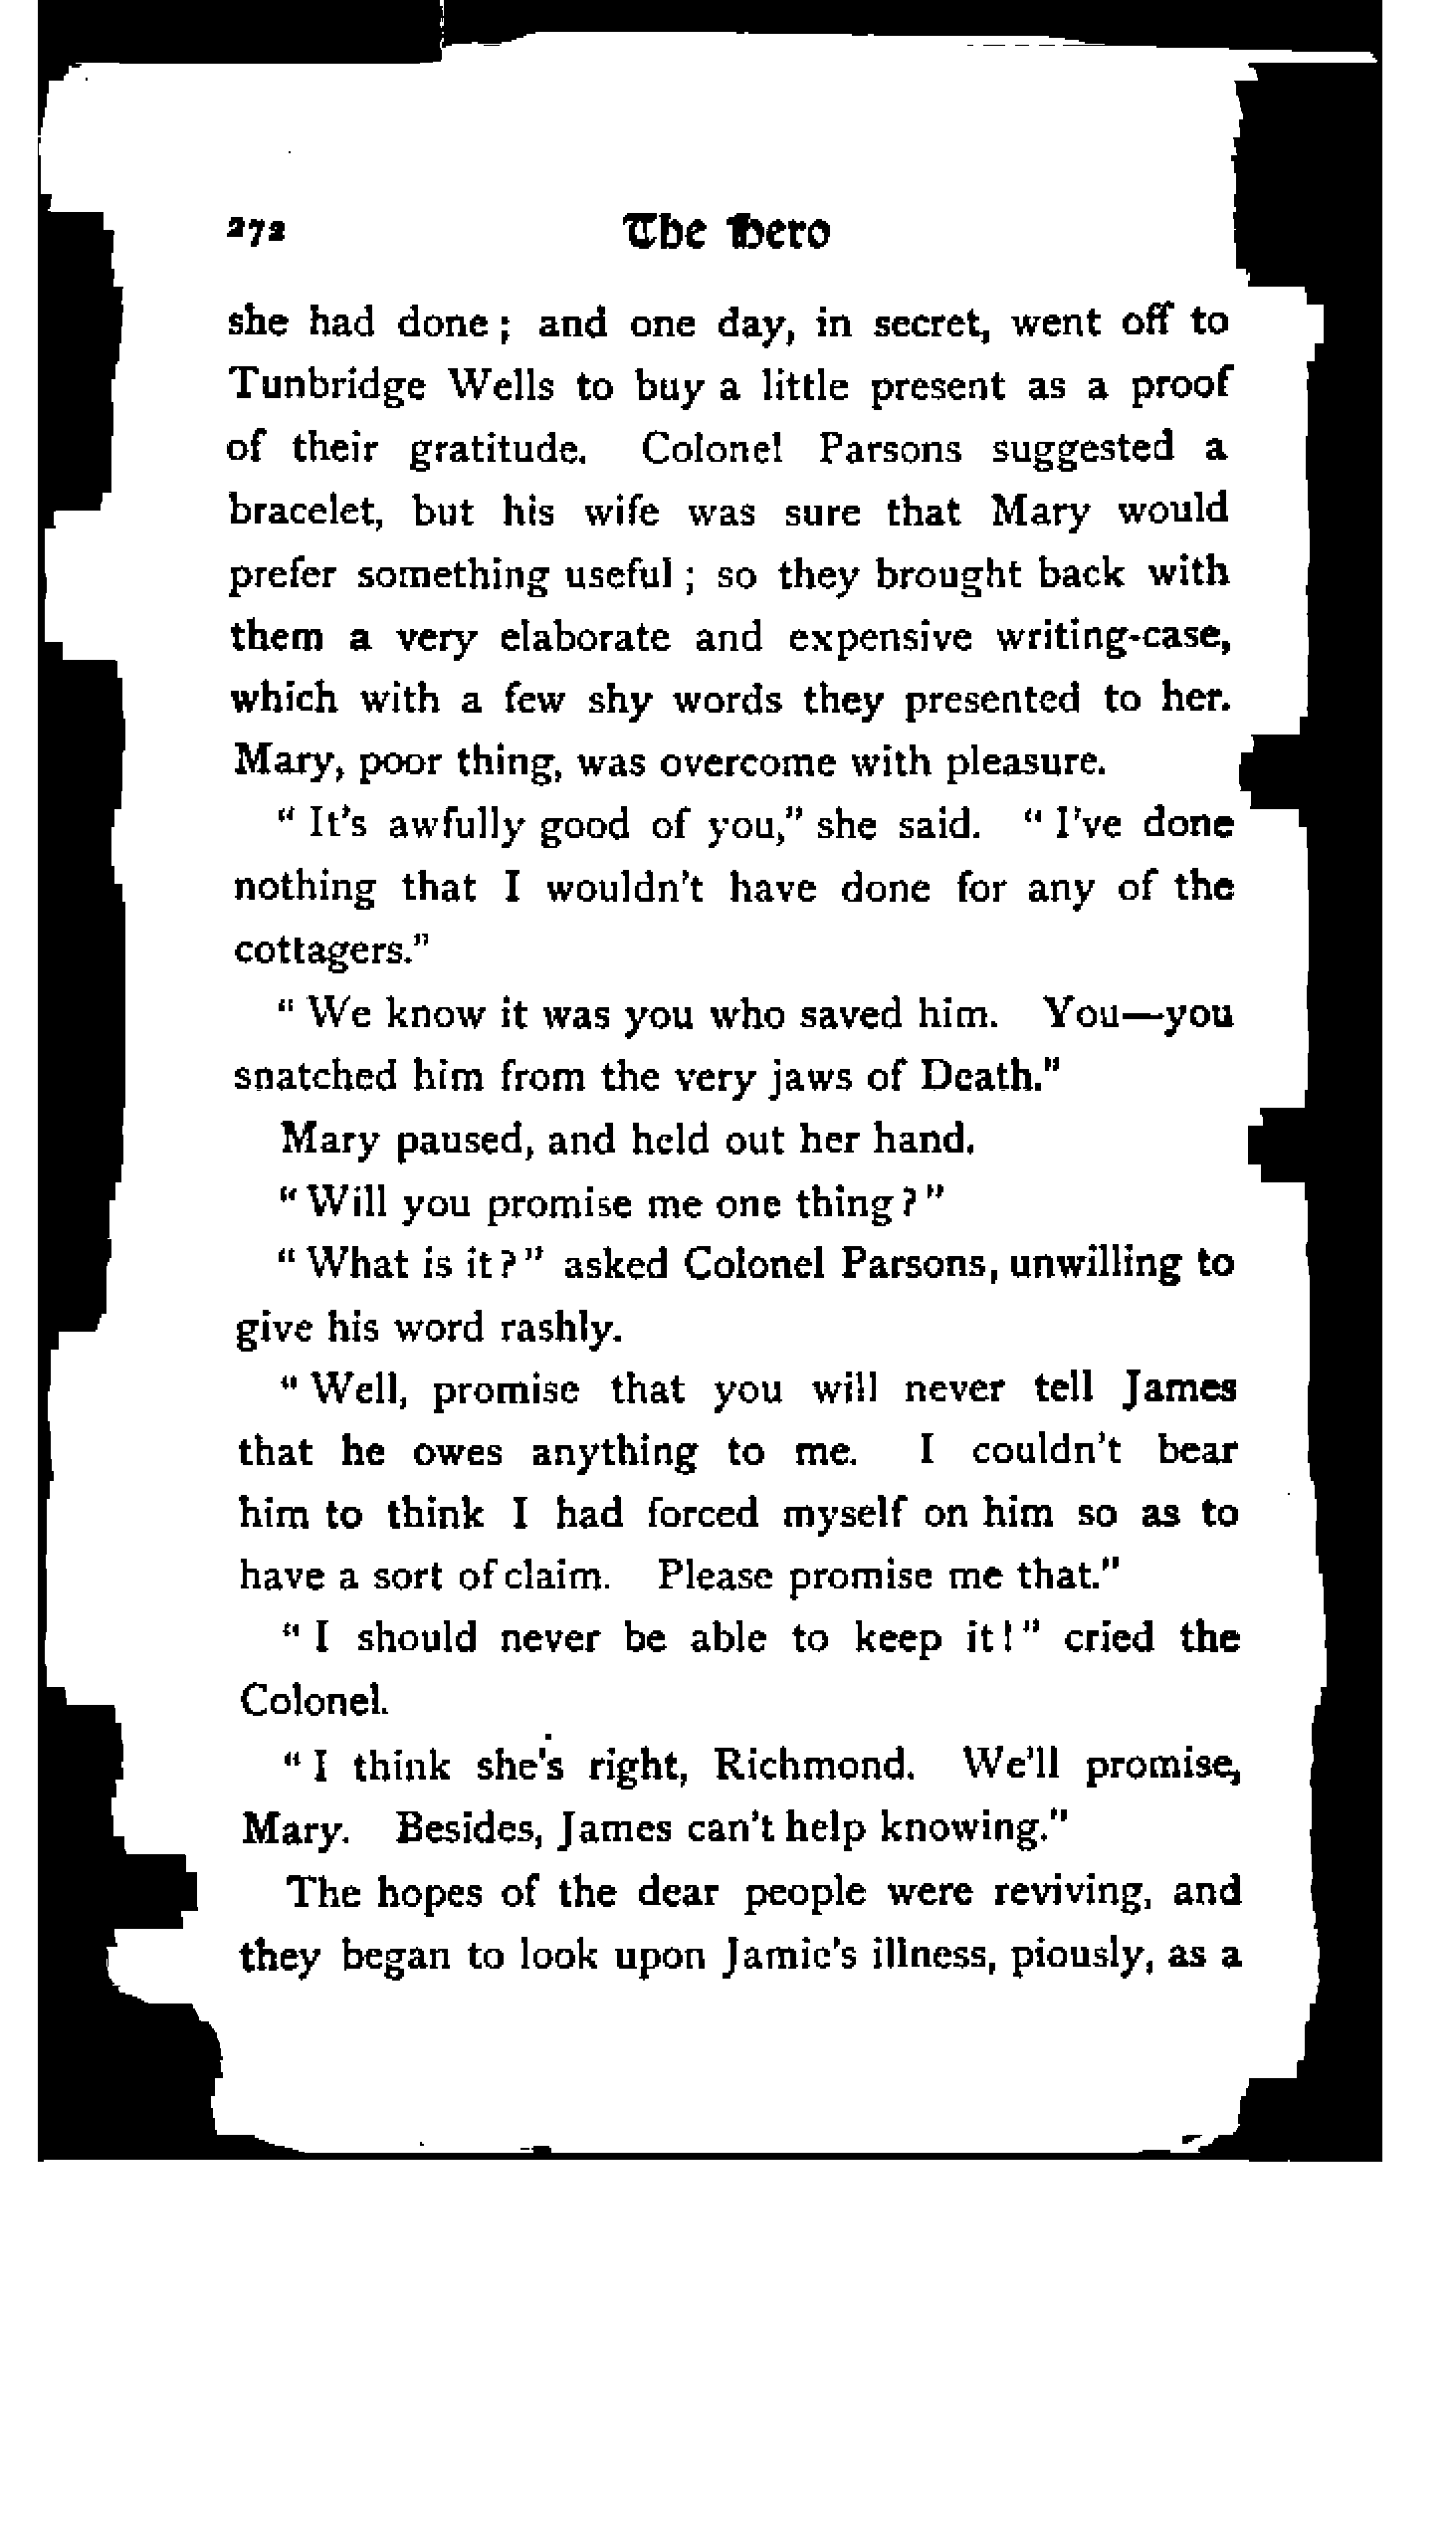 272 The Hero
she had done; and one day, in secret, went off to
Tunbridge Wells to buy a little present as a proof
of their gratitude. Colonel Parsons suggested a
bracelet, but his wife was sure that Mary would
prefer something useful; so they brought back with
them a very elaborate and expensive writing-case,
which with a few shy words they presented to her.
Mary, poor thing, was overcome with pleasure.
"It's awfully good of you," she said. "I've done
nothing that I wouldn't have done for any of the
cottagers."
"We know it was you who saved him. You—you
snatched him from the very jaws of Death."
Mary paused, and held out her hand.
"Will you promise me one thing?"
"What is it?" asked Colonel Parsons, unwilling to
give his word rashly.
"Well, promise that you will never tell James
that he owes anything to me. I couldn't bear
him to think I had forced myself on him so as to
have a sort of claim. Please promise me that."
"I should never be able to keep it!" cried the
Colonel.
"I think she's right, Richmond. We'll promise,
Mary. Besides, James can't help knowing."
The hopes of the dear people were reviving, and
they began to look upon Jamie's illness, piously, as a